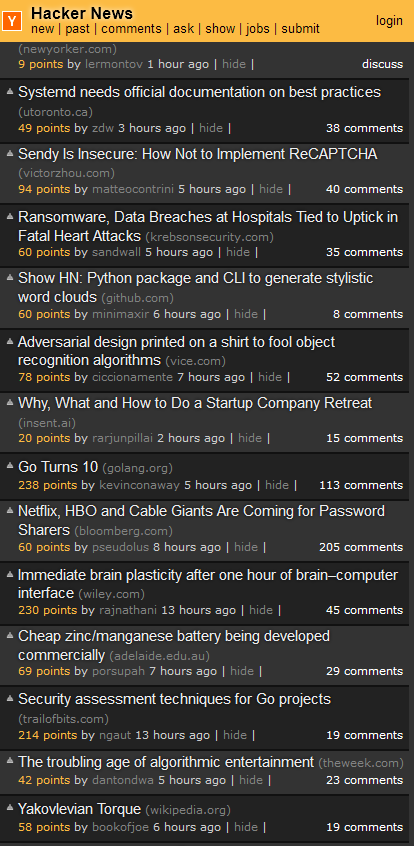 Y
Hacker News
new | past | comments | ask | show | jobs | submit
login
(newyorker.com)
9 points by lermontov 1 hour ago | hide | discuss
Systemd needs official documentation on best practices
(utoronto.ca)
49 points by zdw 3 hours ago | hide | 38 comments
Sendy Is Insecure: How Not to Implement ReCAPTCHA
(victorzhou.com)
94 points by matteocontrini 5 hours ago | hide | 40 comments
Ransomware, Data Breaches at Hospitals Tied to Uptick in
Fatal Heart Attacks (krebsonsecurity.com)
60 points by sandwall 5 hours ago | hide | 35 comments
Show HN: Python package and CLI to generate stylistic
word clouds (github.com)
60 points by minimaxir 6 hours ago | hide | 8 comments
Adversarial design printed on a shirt to fool object
recognition algorithms (vice.com)
78 points by ciccionamente 7 hours ago | hide | 52 comments
Why, What and How to Do a Startup Company Retreat
(insent.ai)
20 points by rarjunpillai 2 hours ago | hide | 15 comments
Go Turns 10 (golang.org)
238 points by kevinconaway 5 hours ago | hide | 113 comments
Netflix, HBO and Cable Giants Are Coming for Password
Sharers (bloomberg.com)
60 points by pseudolus 8 hours ago | hide | 205 comments
Immediate brain plasticity after one hour of brain–computer
interface (wiley.com)
230 points by rajnathani 13 hours ago | hide | 45 comments
Cheap zinc/manganese battery being developed
commercially (adelaide.edu.au)
69 points by porsupah 7 hours ago | hide | 29 comments
Security assessment techniques for Go projects
(trailofbits.com)
214 points by ngaut 13 hours ago | hide | 19 comments
The troubling age of algorithmic entertainment (theweek.com)
42 points by dantondwa 5 hours ago | hide | 23 comments
Yakovlevian Torque (wikipedia.org)
58 points by bookofjoe 6 hours ago | hide | 19 comments